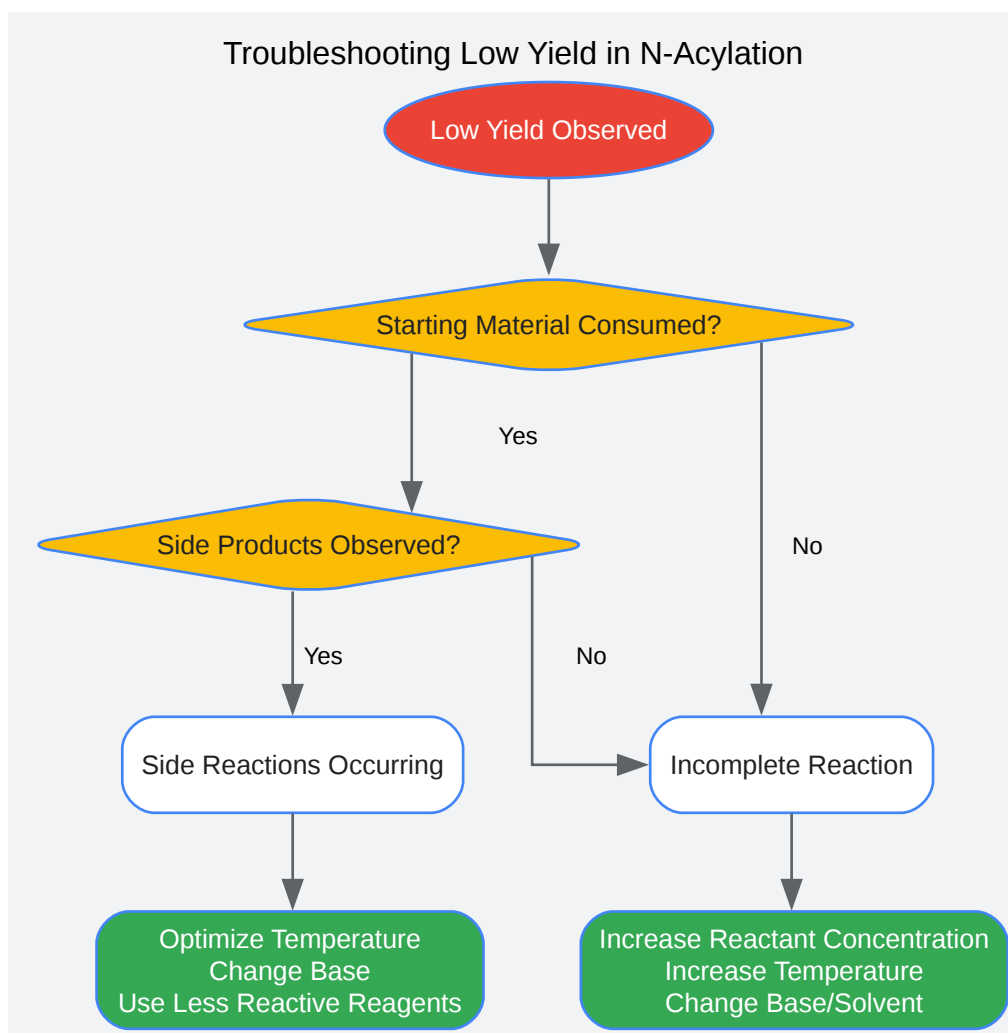 Troubleshooting Low Yield in N-Acylation
Low Yield Observed
Starting Material Consumed?
Yes
Side Products Observed?
No
Yes
No
Side Reactions Occurring
Incomplete Reaction
Optimize Temperature
Change Base
Use Less Reactive Reagents
Increase Reactant Concentration
Increase Temperature
Change Base/Solvent